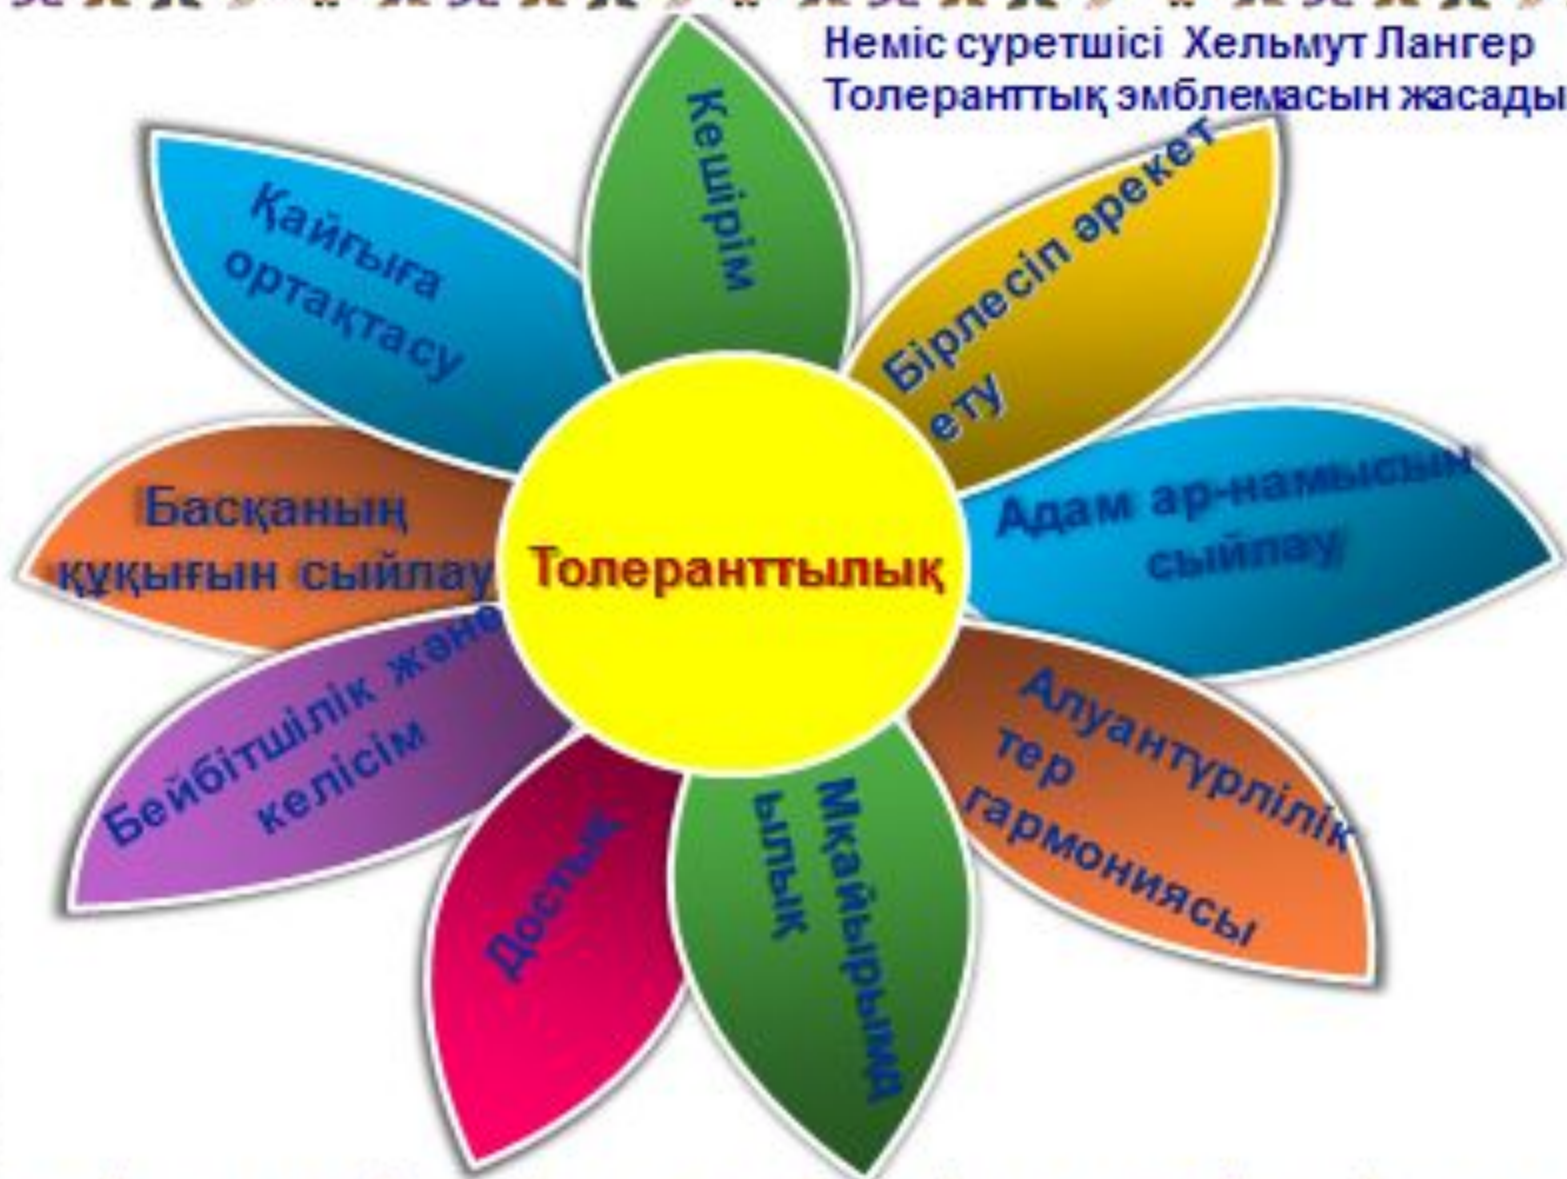 Неміс суретшісі Хельмут Лангер
Толеранттық эмблемасын жасады
Кешірім
Бірлесіп әрекет
ету
Адам ар-намысын
сыйлау
Алуантүрлілік
тер
гармониясы
Мқайырымд
ылық
Достық
Бейбітшілік және
келісім
Басқаның
құқығын сыйлау
Қайғыға
ортақтасу
Толеранттылық